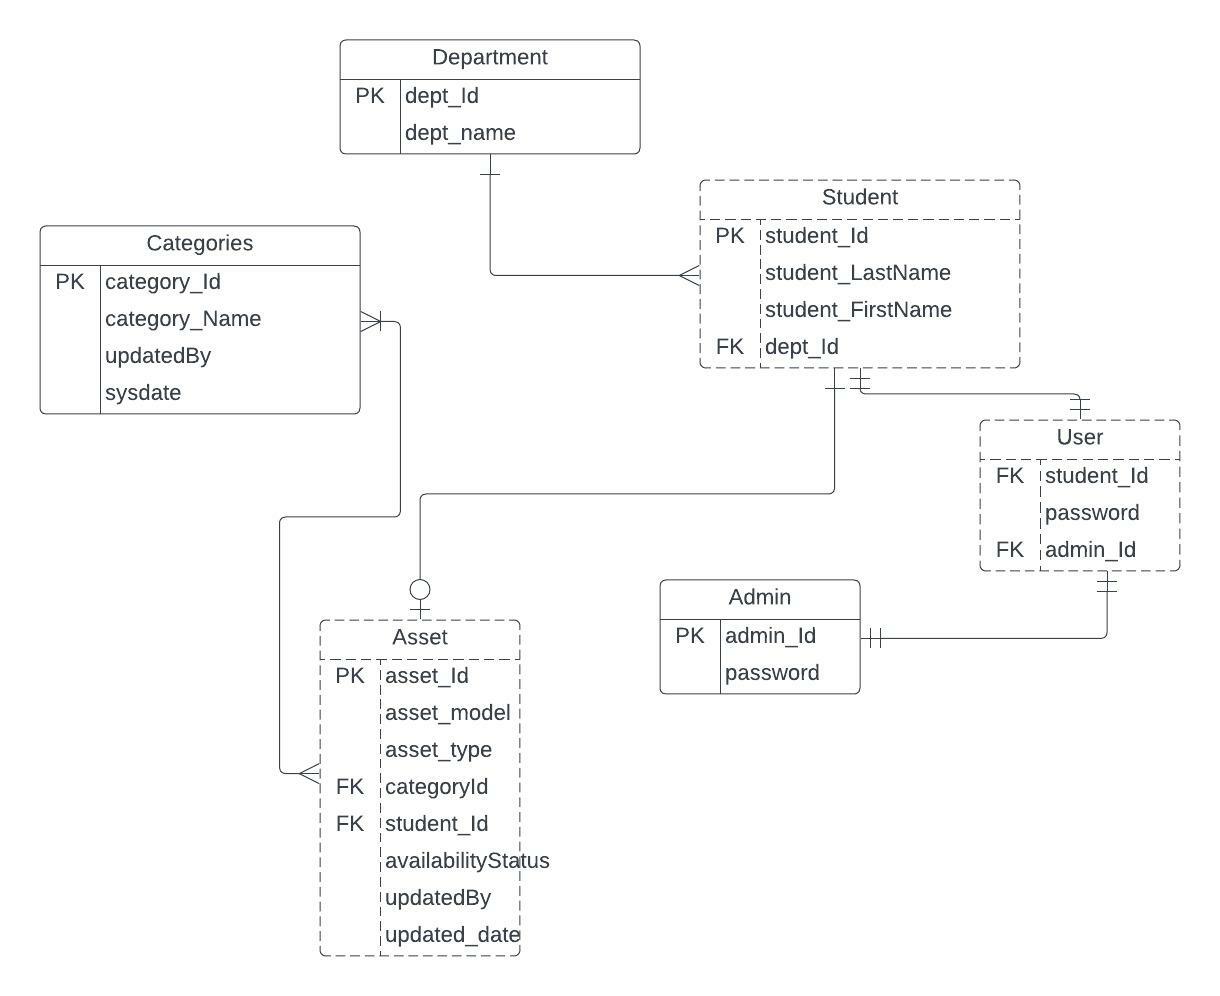 Department
PK dept_Id
dept_name
Student
PK student_Id
student_LastName
student_FirstName
FK dept_Id
Categories
PK category_Id
category_Name
updatedBy
sysdate
User
FK student_Id
password
FK admin_Id
Admin
PK admin_Id
password
Asset
PK asset_Id
asset_model
asset_type
FK categoryId
FK student_Id
availabilityStatus
updatedBy
updated_date